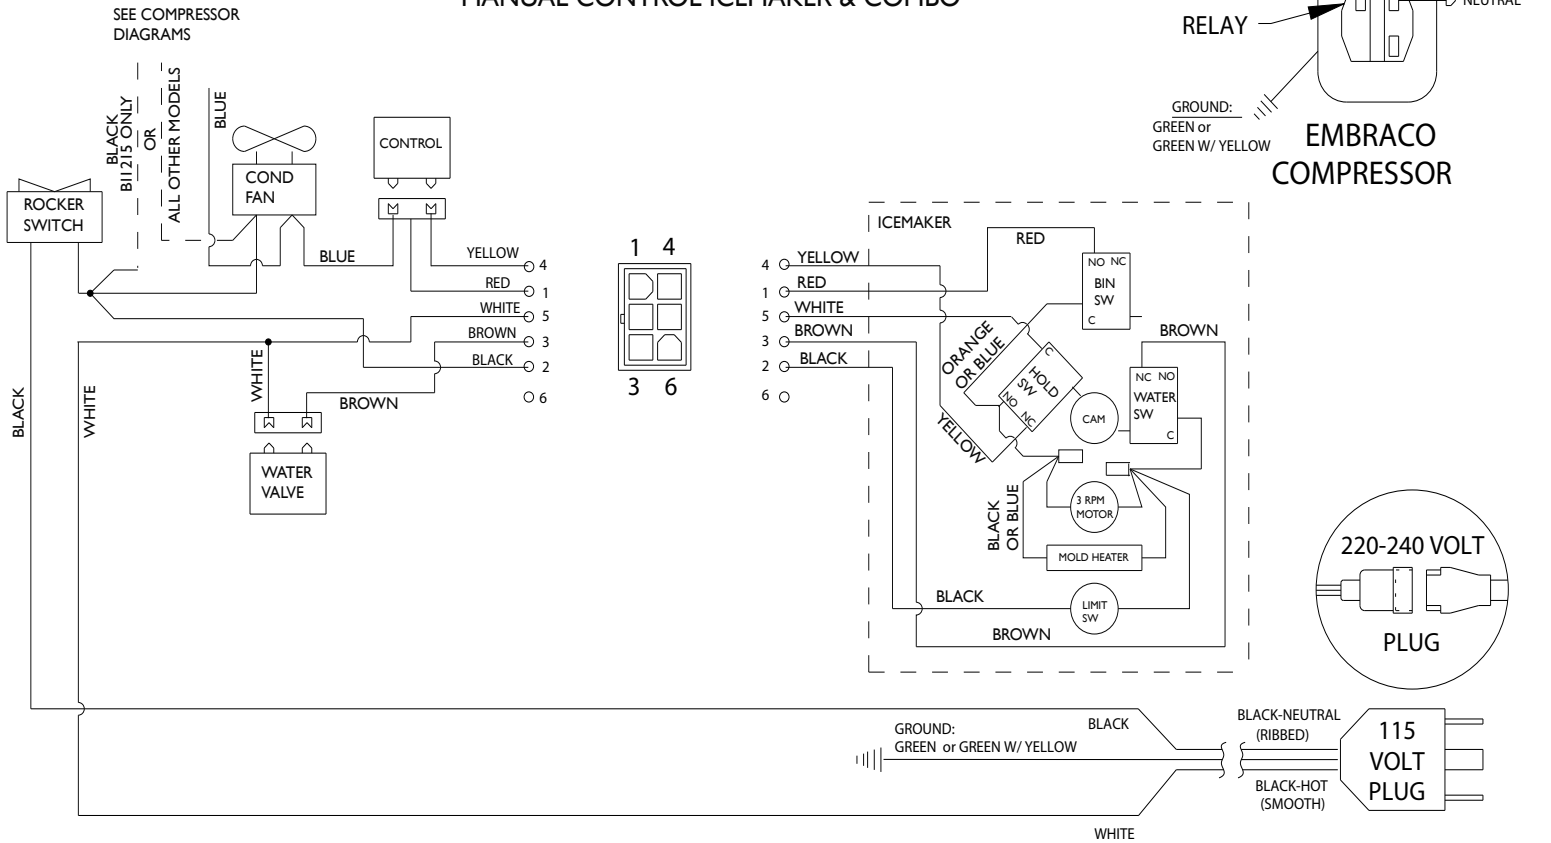 MANUAL CONTROL ICEMAKER & COMBO
SEE COMPRESSOR
DIAGRAMS
BLACK
BI1215 ONLY
OR
ALL OTHER MODELS
BLUE
ROCKER
SWITCH
COND
FAN
CONTROL
BLUE
YELLOW
4
RED
1
WHITE
5
BROWN
3
BLACK
2
6
WHITE
BROWN
WATER
VALVE
BLACK
WHITE
1 4
3 6
4 YELLOW
1 RED
5 WHITE
3 BROWN
2 BLACK
6
ICEMAKER
RED
NO NC
BIN
SW
C
BROWN
ORANGE
OR BLUE
C
HOLD
SW
NO
NC
YELLOW
CAM
NC NO
WATER
SW
C
BLACK
OR BLUE
3 RPM
MOTOR
MOLD HEATER
BLACK
LIMIT
SW
BROWN
RELAY
NEUTRAL
GROUND:
GREEN or
GREEN W/ YELLOW
EMBRACO
COMPRESSOR
220-240 VOLT
PLUG
GROUND:
GREEN or GREEN W/ YELLOW
BLACK
WHITE
BLACK-NEUTRAL
(RIBBED)
BLACK-HOT
(SMOOTH)
115
VOLT
PLUG